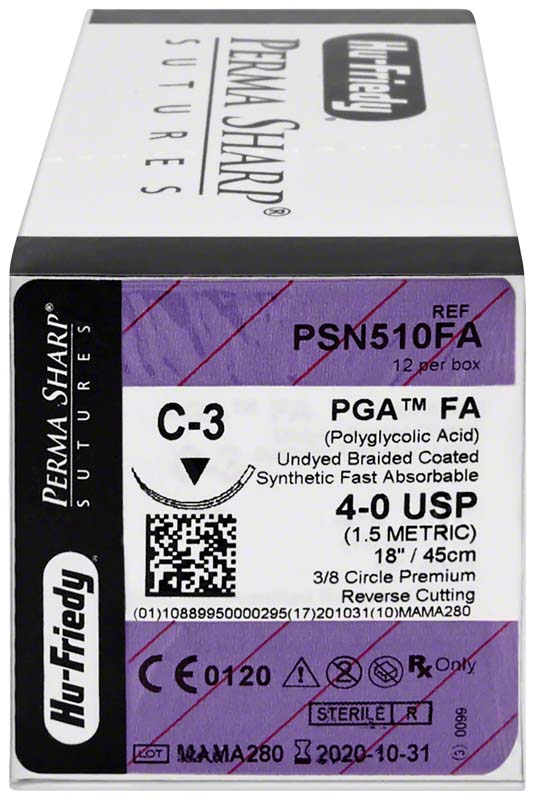 Hu-Friedy®
PERMA SHARP®
SUTURES
PERMA SHARP®
SUTURES
Hu-Friedy®
REF
PSN510FA
12 per box
C-3
PGA™ FA
(Polyglycolic Acid)
Undyed Braided Coated
Synthetic Fast Absorbable
4-0 USP
(1.5 METRIC)
18" / 45cm
3/8 Circle Premium
Reverse Cutting
(01)10889950000295(17)201031(10)MAMA280
CE 0120 Rx Only
STERILE R
LOT MAMA280 2020-10-31
(3) 0099